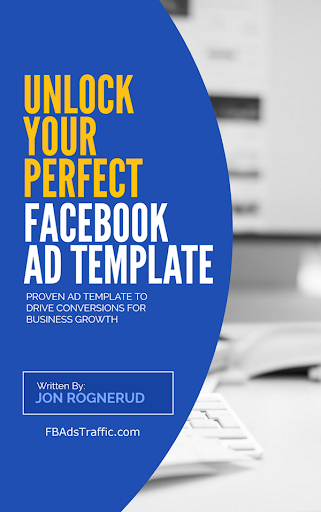 UNLOCK
YOUR
PERFECT
FACEBOOK
AD TEMPLATE
PROVEN AD TEMPLATE TO
DRIVE CONVERSIONS FOR
BUSINESS GROWTH
Written By:
JON ROGNERUD
FBAdsTraffic.com